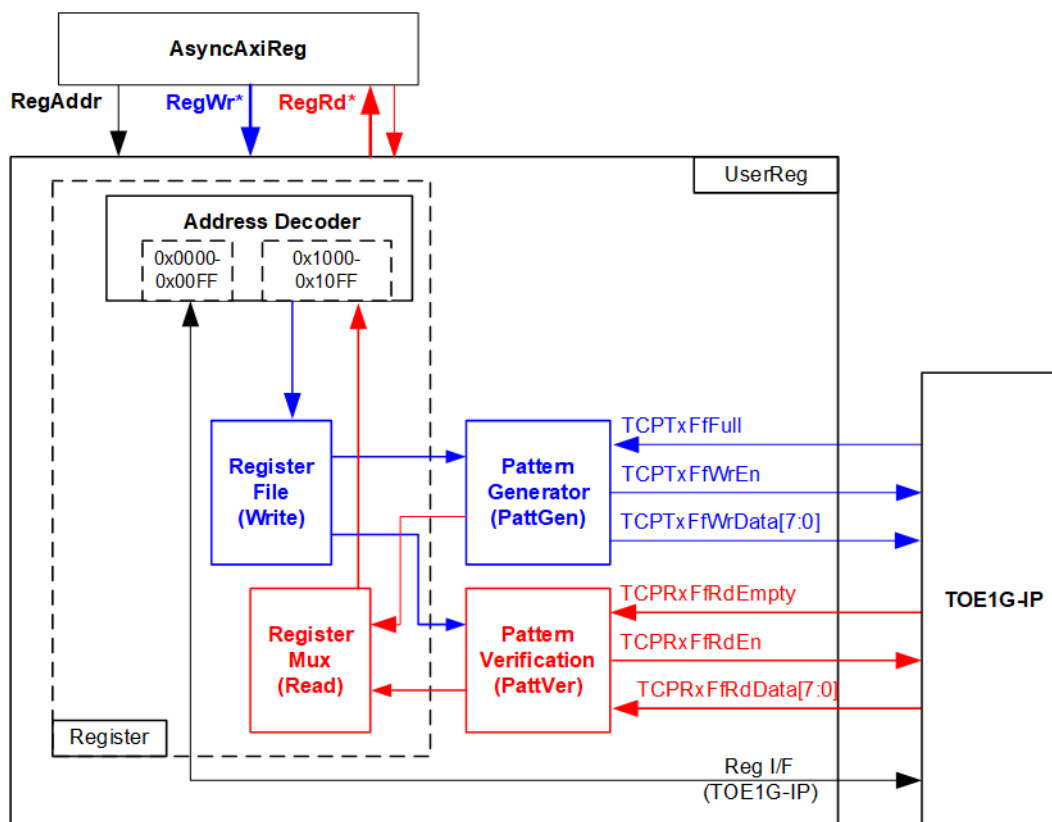 AsyncAxiReg
RegAddr
RegWr*
RegRd*
UserReg
Address Decoder
0x0000-
0x00FF
0x1000-
0x10FF
Register
File
(Write)
Pattern
Generator
(PattGen)
TCPTxFfFull
TCPTxFfWrEn
TCPTxFfWrData[7:0]
Register
Mux
(Read)
Pattern
Verification
(PattVer)
TCPRxFfRdEmpty
TCPRxFfRdEn
TCPRxFfRdData[7:0]
TOE1G-IP
Register
Reg I/F
(TOE1G-IP)